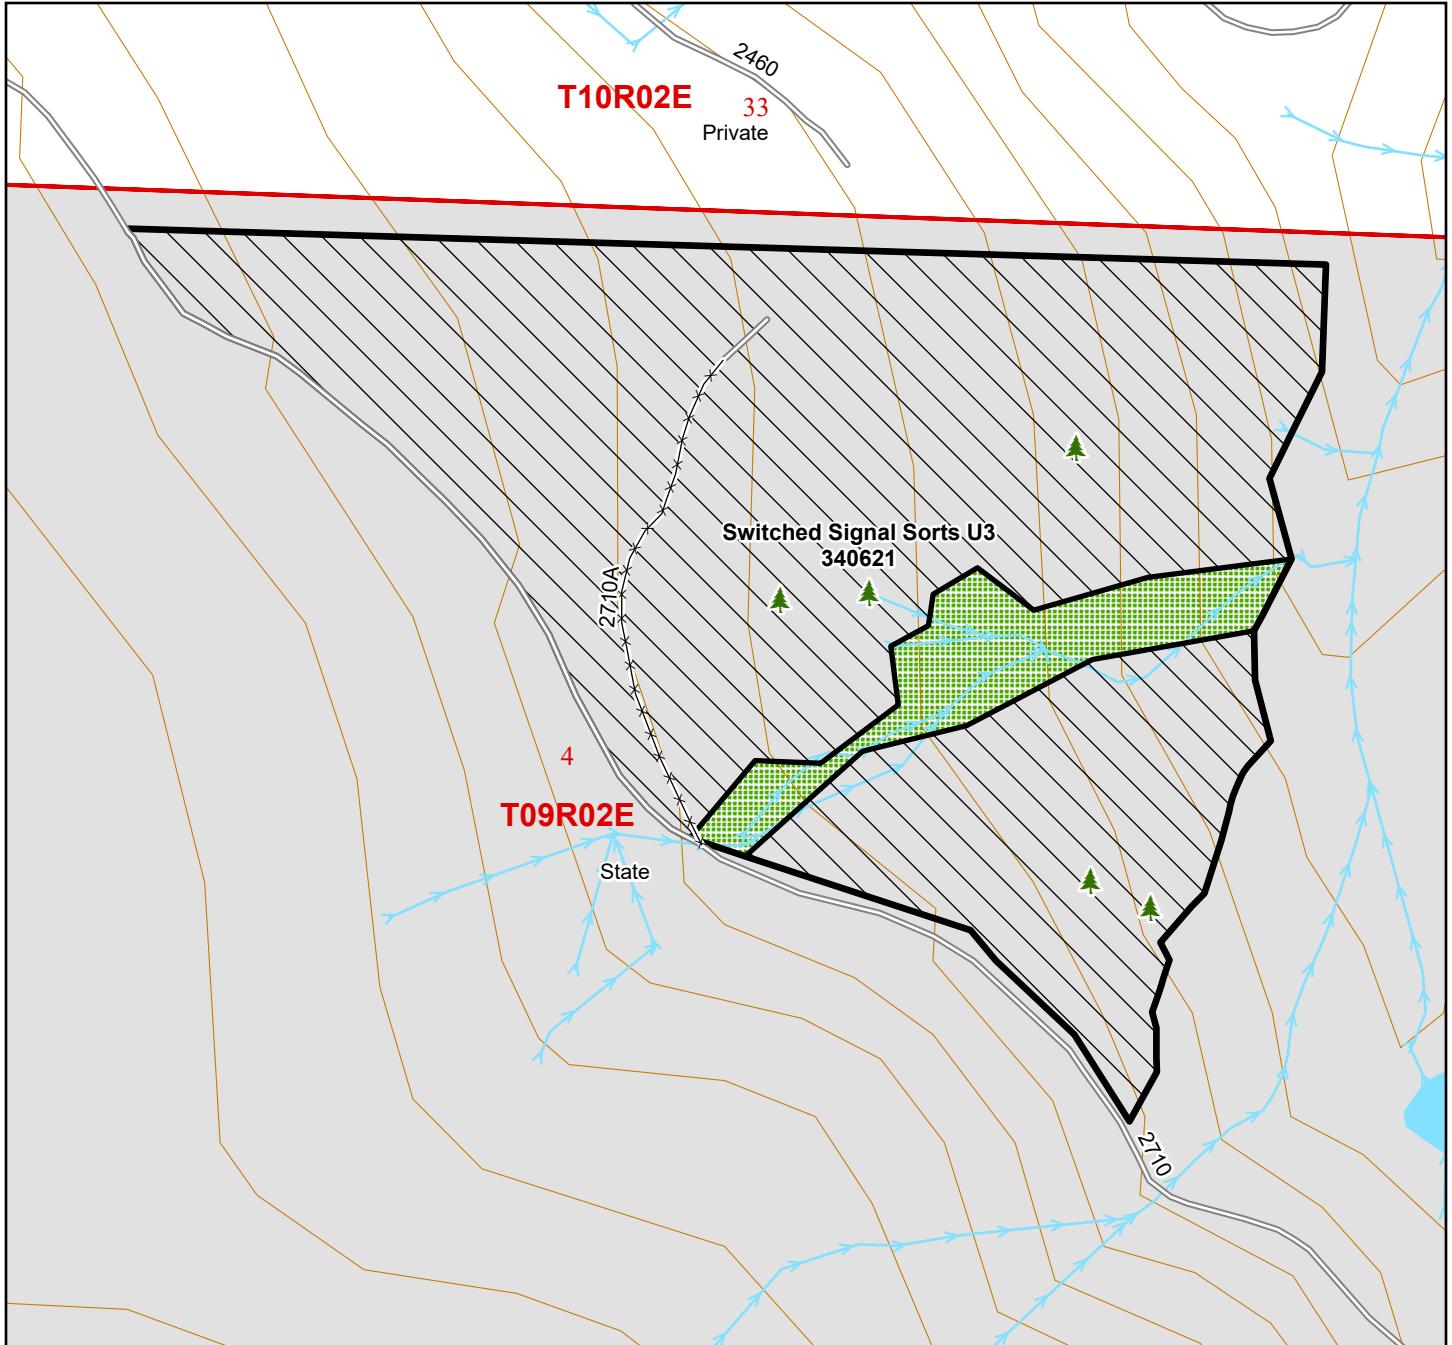 2460
T10R02E
33
Private
Switched Signal Sorts U3
340621
2710A
4
T09R02E
State
2710